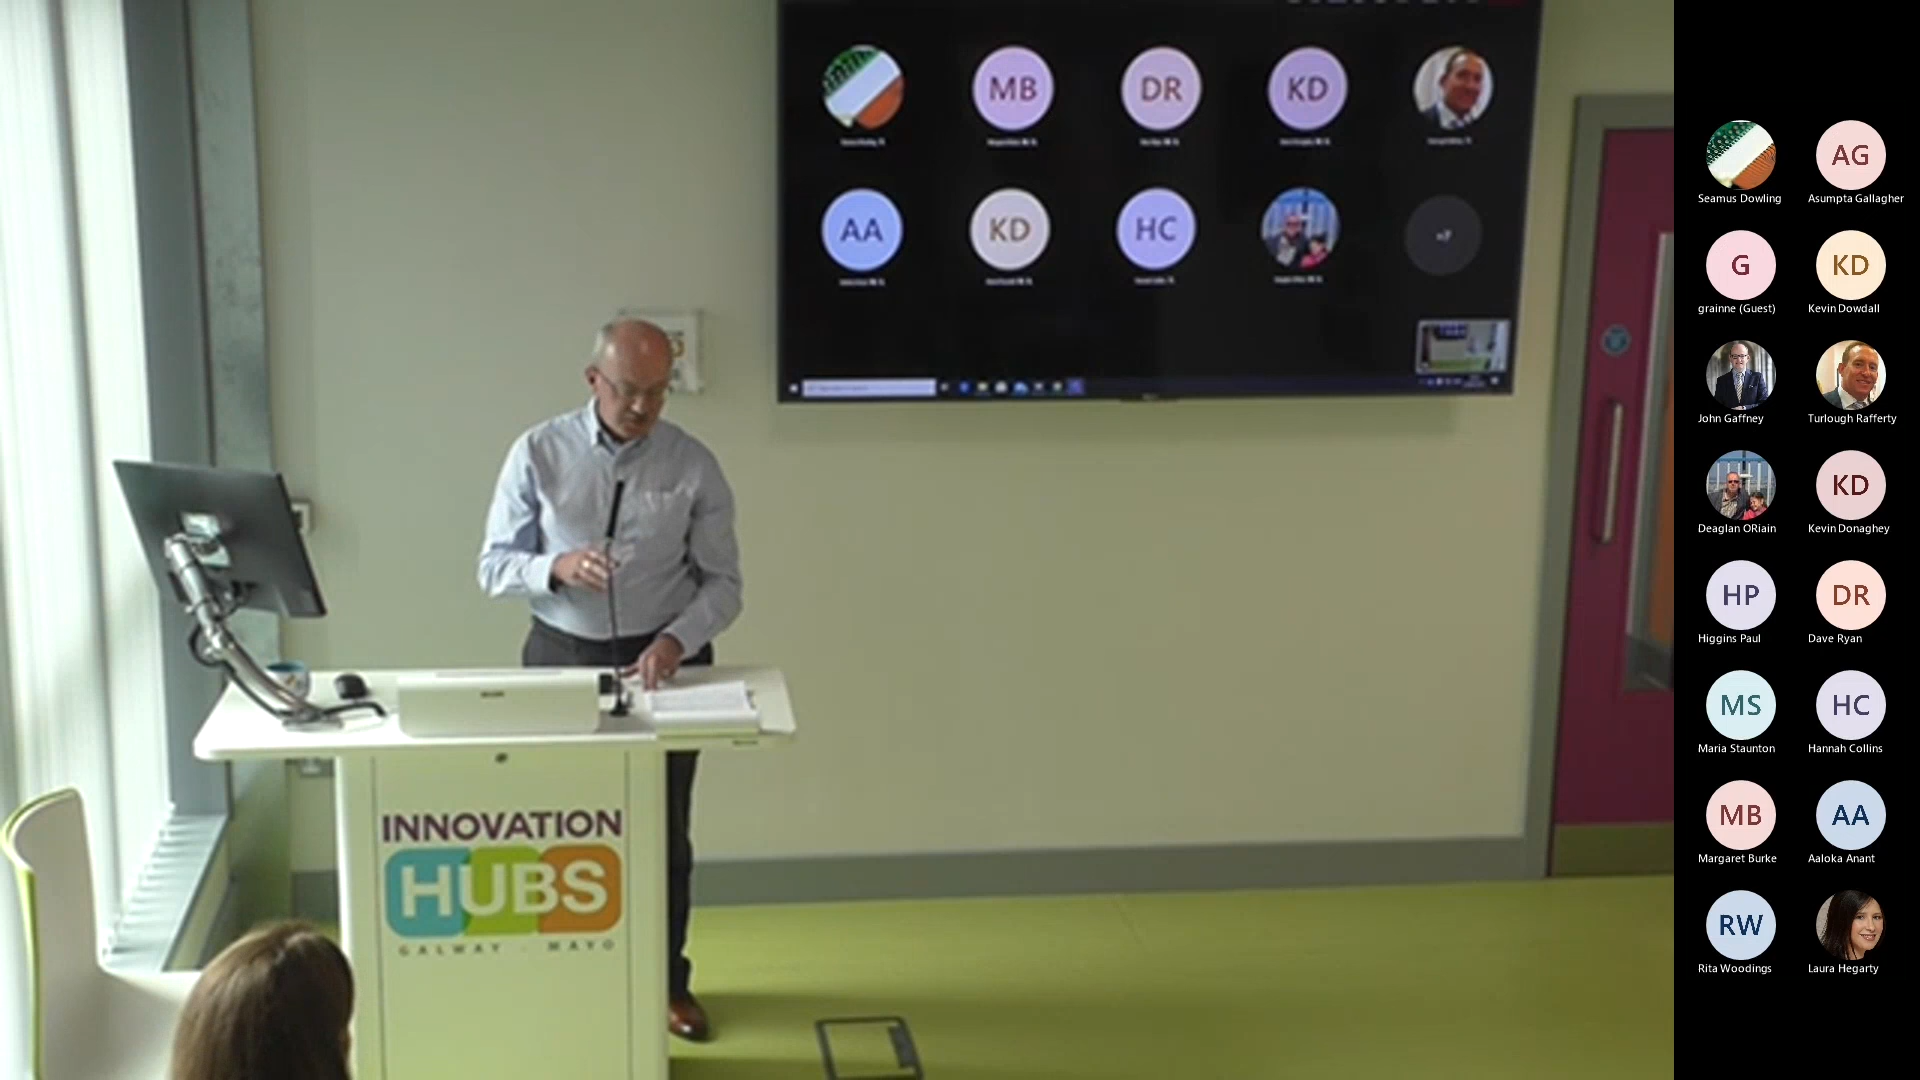 MB
DR
KD
AA
KD
HC
+7
INNOVATION
HUBS
GALWAY - MAYO
Seamus Dowling
AG
Asumpta Gallagher
G
grainne (Guest)
KD
Kevin Dowdall
John Gaffney
Turlough Rafferty
Deaglan ORiain
KD
Kevin Donaghey
HP
Higgins Paul
DR
Dave Ryan
MS
Maria Staunton
HC
Hannah Collins
MB
Margaret Burke
AA
Aaloka Anant
RW
Rita Woodings
Laura Hegarty